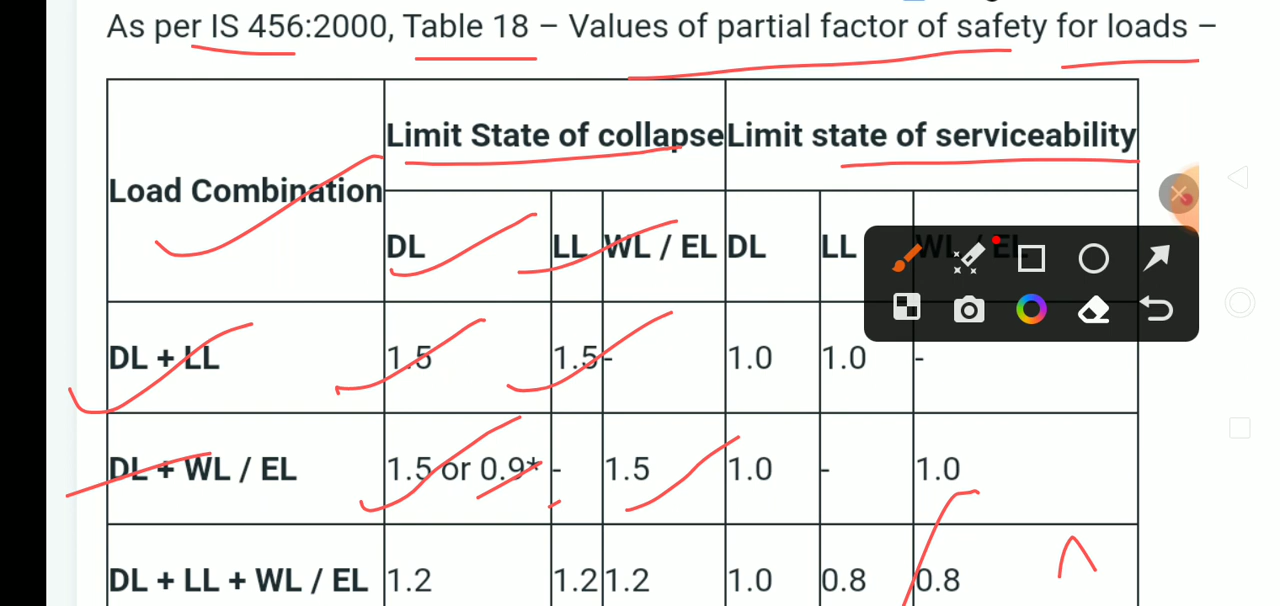 As per IS 456:2000, Table 18 – Values of partial factor of safety for loads –
Load Combination Limit State of collapse Limit state of serviceability
DL LL WL / EL DL LL WL / EL
DL + LL 1.5 1.5 - 1.0 1.0 -
DL + WL / EL 1.5 or 0.9* - 1.5 1.0 - 1.0
DL + LL + WL / EL 1.2 1.2 1.2 1.0 0.8 0.8